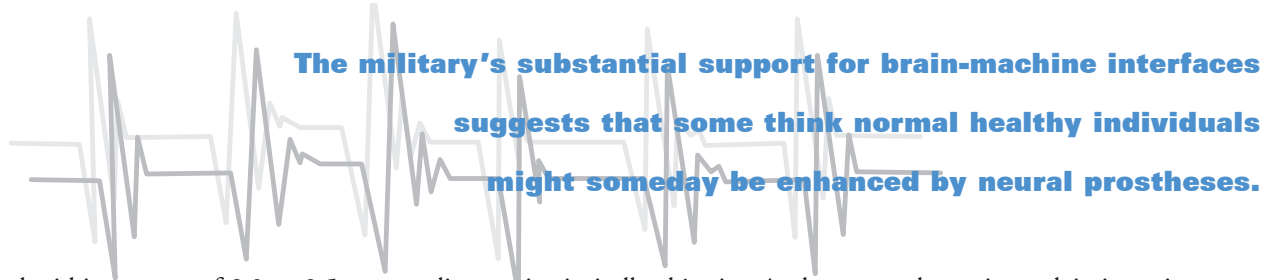 The military's substantial support for brain-machine interfaces
suggests that some think normal healthy individuals
might someday be enhanced by neural prostheses.